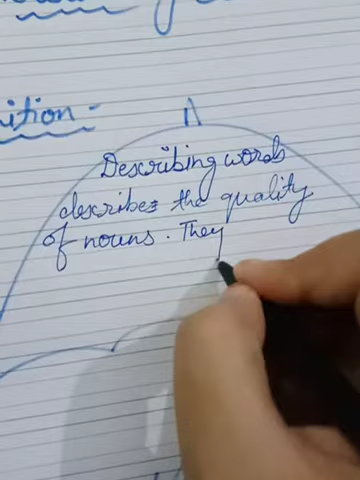 ition -
Describing words
describes the quality
of nouns. They